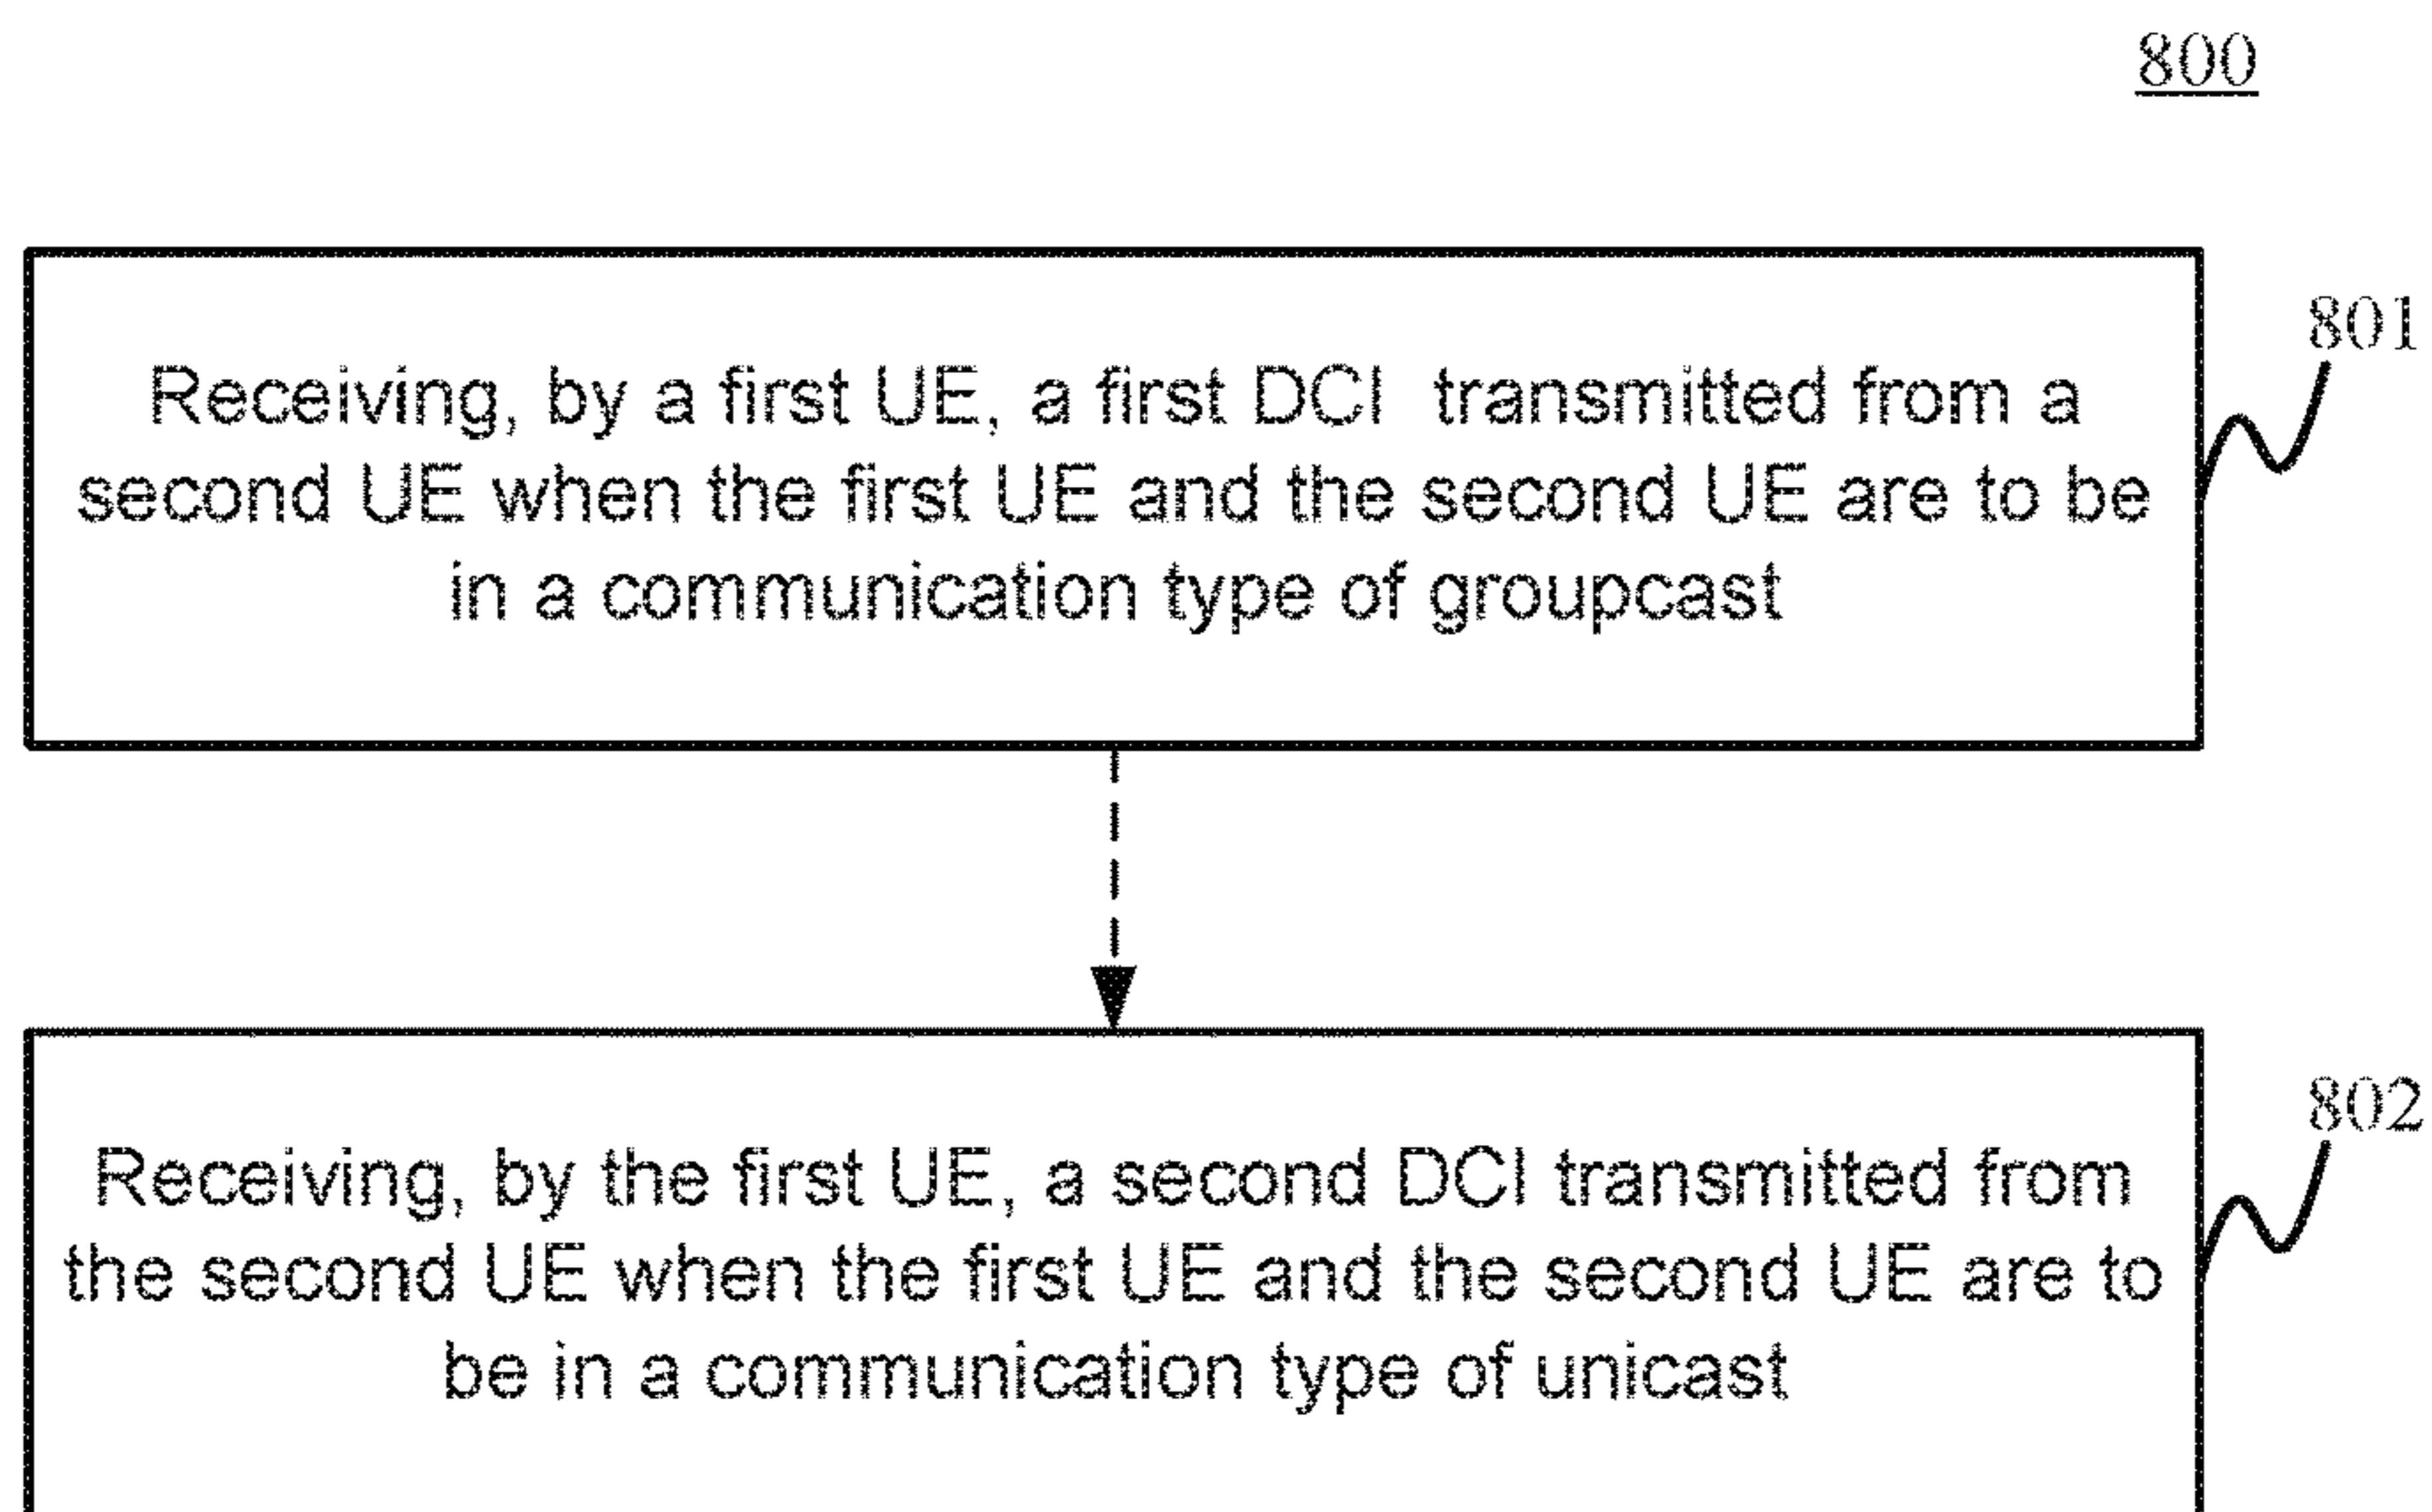 800
801
Receiving, by a first UE, a first DCI transmitted from a
second UE when the first UE and the second UE are to be
in a communication type of groupcast
802
Receiving, by the first UE, a second DCI transmitted from
the second UE when the first UE and the second UE are to
be in a communication type of unicast